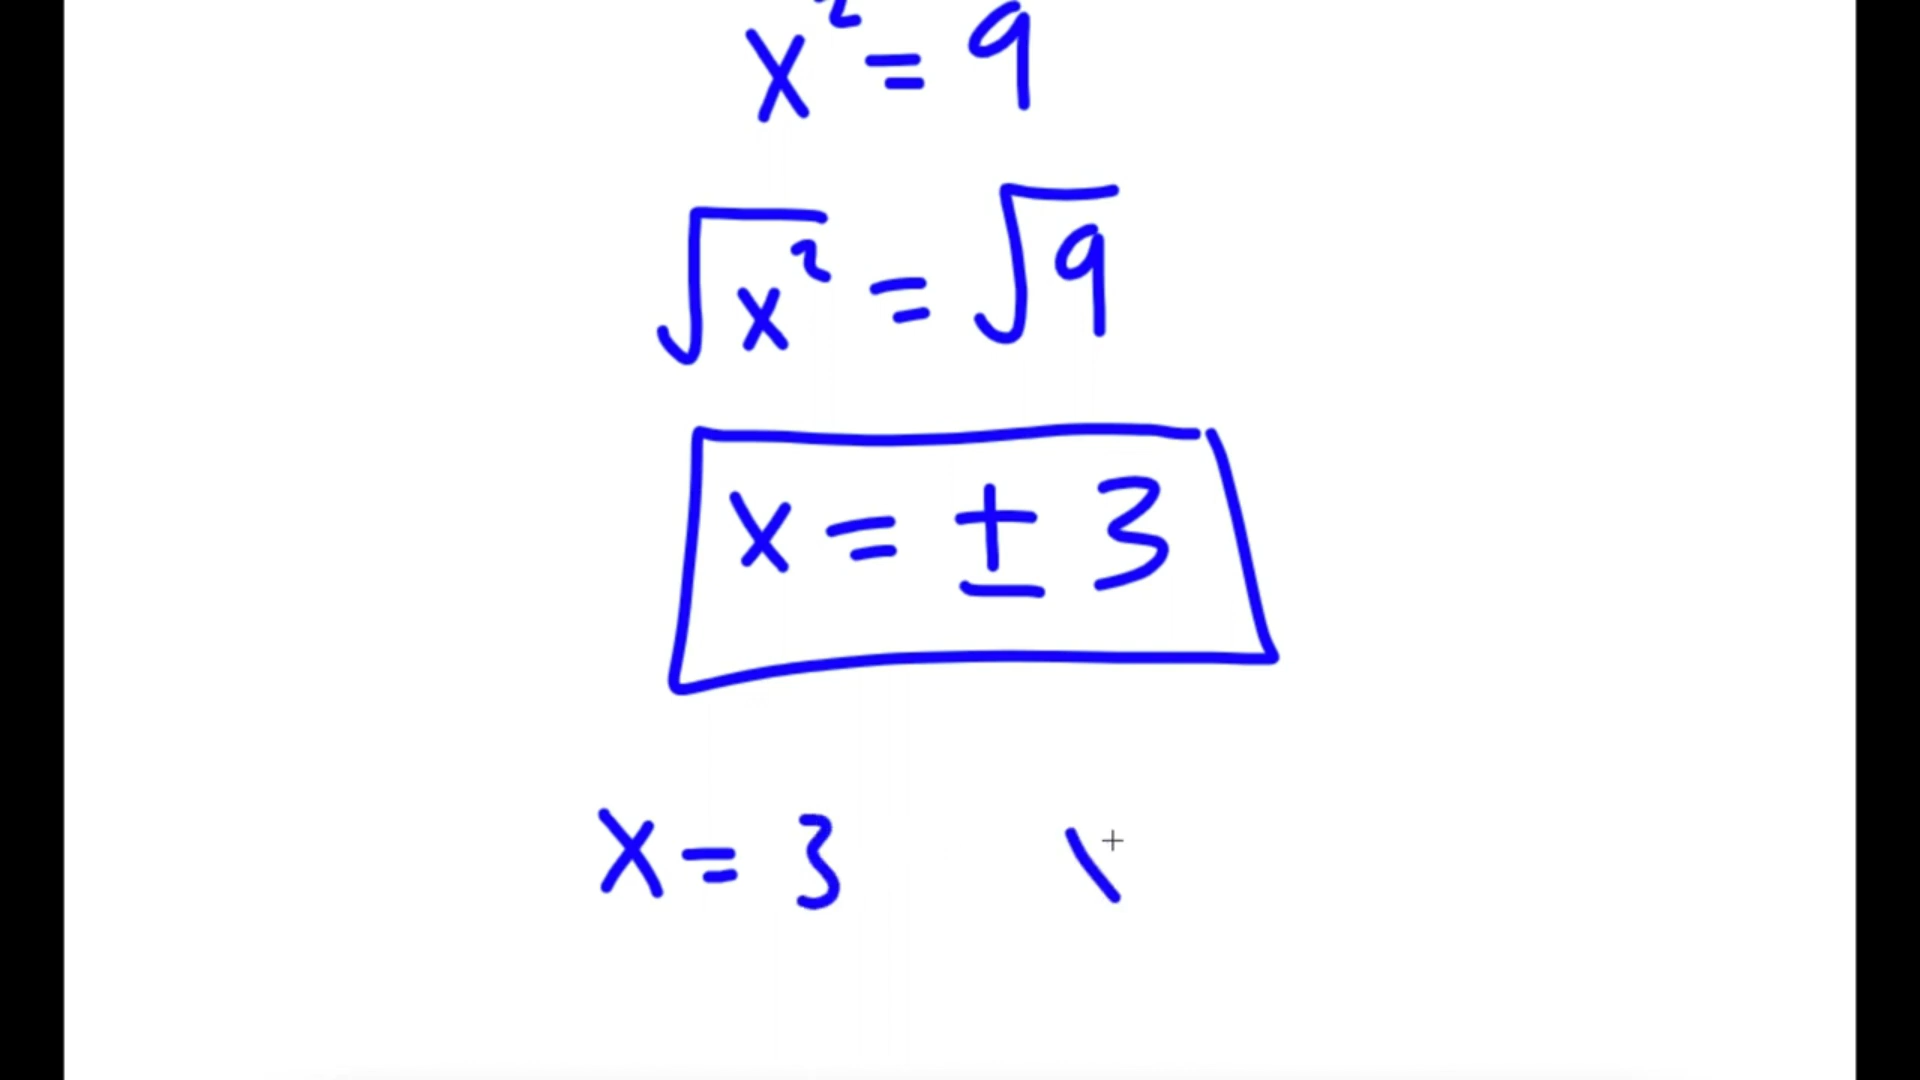 x² = 9
√x² = √9
x = ± 3
x = 3